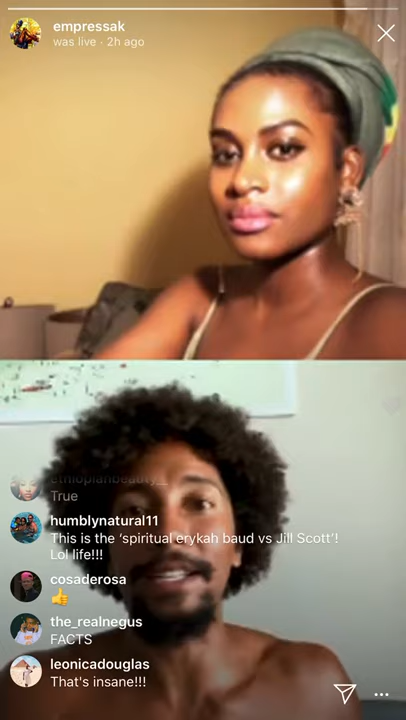 empressak
was live · 2h ago
ethiopianbeauty__
True
humblynatural11
This is the ‘spiritual erykah baud vs Jill Scott’!
Lol life!!!
cosaderosa
👍
the_realnegus
FACTS
leonicadouglas
That's insane!!!